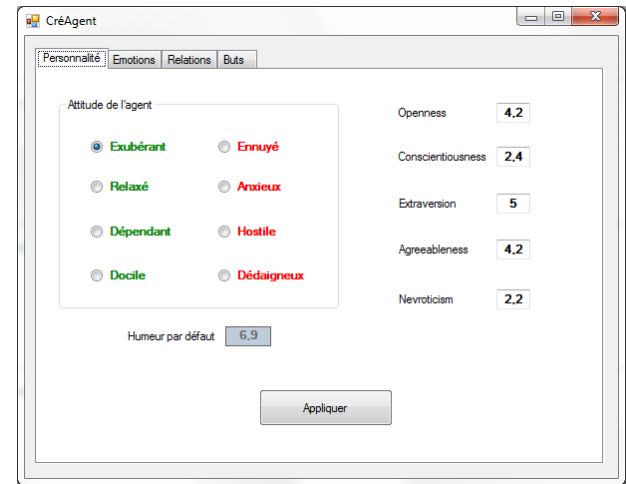 CréAgent
Personnalité Emotions Relations Buts
Attitude de l'agent
Exubérant Ennuyé
Relaxé Anxieux
Dépendant Hostile
Docile Dédaigneux
Humeur par défaut 6,9
Openness 4,2
Conscientiousness 2,4
Extraversion 5
Agreeableness 4,2
Nevroticism 2,2
Appliquer